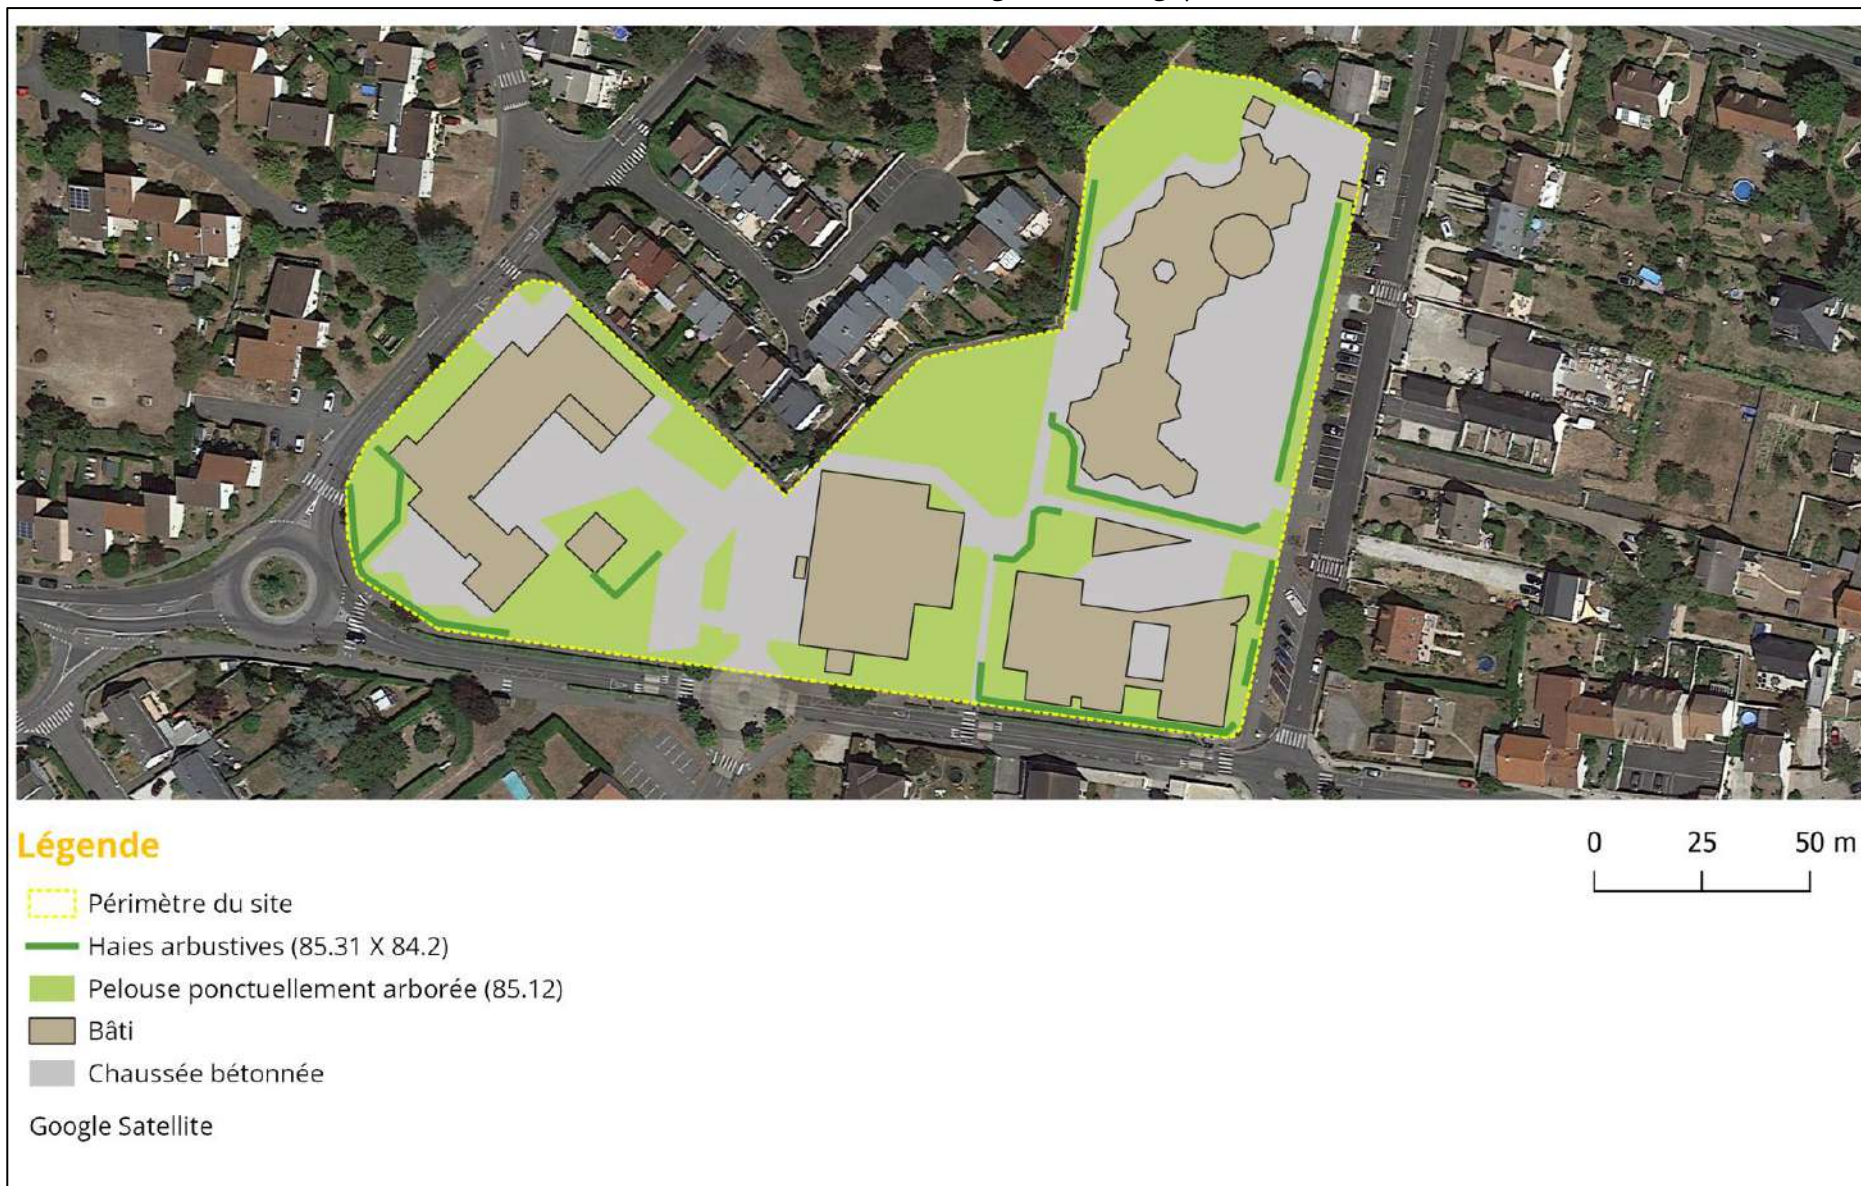 Légende
0 25 50 m
Périmètre du site
Haies arbustives (85.31 X 84.2)
Pelouse ponctuellement arborée (85.12)
Bâti
Chaussée bétonnée
Google Satellite